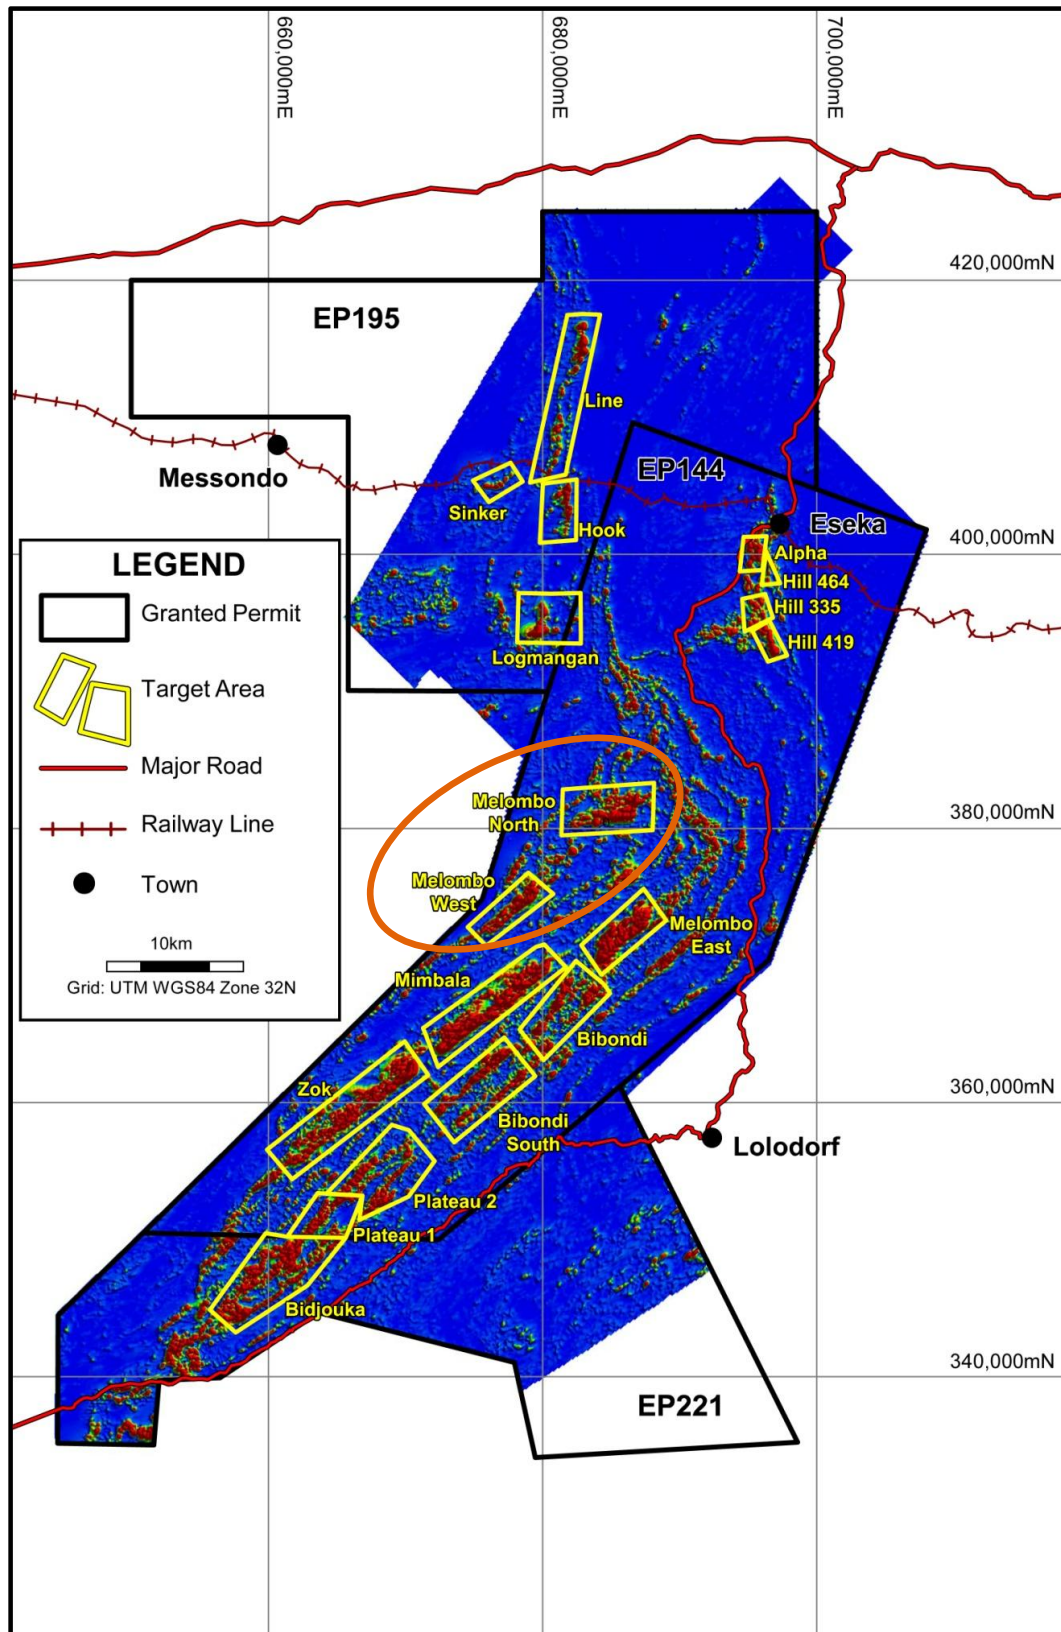 660,000mE
680,000mE
700,000mE
420,000mN
EP195
Line
Messondo
EP144
Sinker
Hook
Eseka
400,000mN
Alpha
Hill 464
Hill 335
Hill 419
Logmangan
LEGEND
Granted Permit
Target Area
Major Road
Railway Line
Town
10km
Grid: UTM WGS84 Zone 32N
Melombo
North
380,000mN
Melombo
West
Melombo
East
Mimbala
Bibondi
Zok
360,000mN
Bibondi
South
Lolodorf
Plateau 2
Plateau 1
Bidjouka
340,000mN
EP221